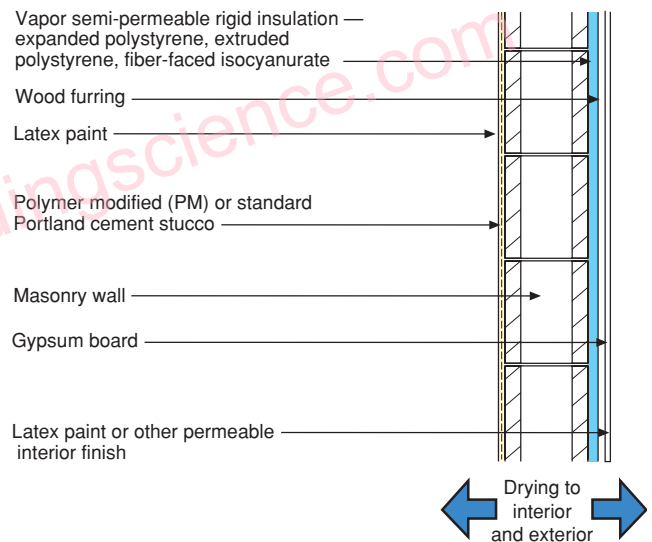 Vapor semi-permeable rigid insulation —
expanded polystyrene, extruded
polystyrene, fiber-faced isocyanurate
Wood furring
Latex paint
Polymer modified (PM) or standard
Portland cement stucco
Masonry wall
Gypsum board
Latex paint or other permeable
interior finish
Drying to
interior
and exterior
dingscience.com